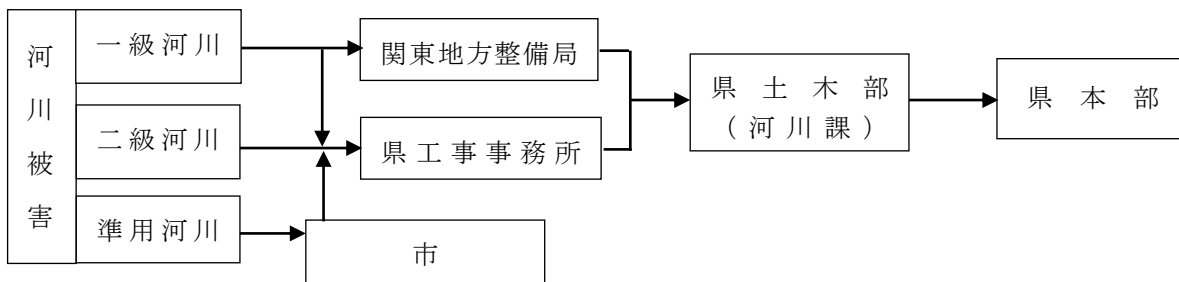 河川被害
一級河川
関東地方整備局
二級河川
県工事事務所
準用河川
市
県土木部
（河川課）
県本部